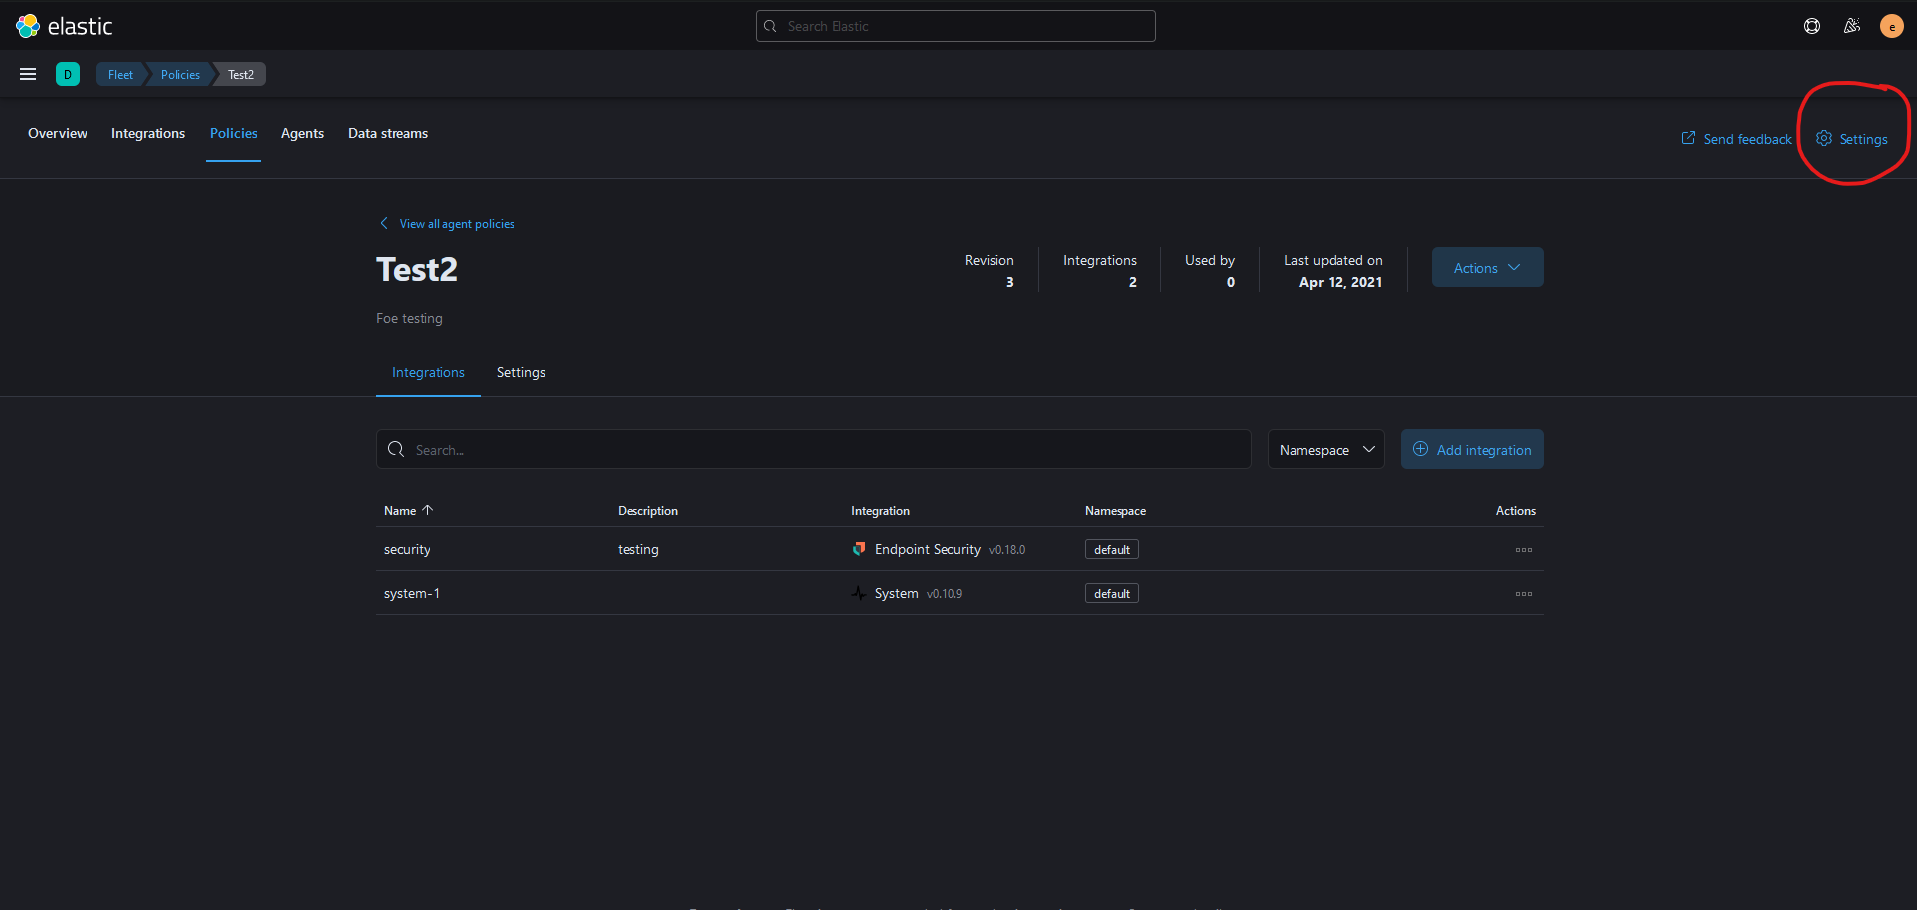 elastic
Search Elastic
e
D
Fleet
Policies
Test2
Overview
Integrations
Policies
Agents
Data streams
Send feedback
Settings
View all agent policies
Test2
Revision
3
Integrations
2
Used by
0
Last updated on
Apr 12, 2021
Actions
Foe testing
Integrations
Settings
Search...
Namespace
Add integration
Name Description Integration Namespace Actions
security testing Endpoint Security v0.18.0 default
system-1 System v0.10.9 default